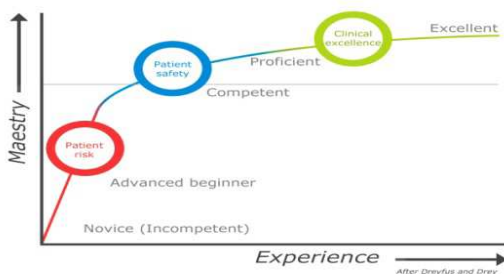 Excellent
Clinical
excellence
Proficient
Patient
safety
Competent
Patient
risk
Advanced beginner
Novice (Incompetent)
Maestry
Experience
After Dreyfus and Drey